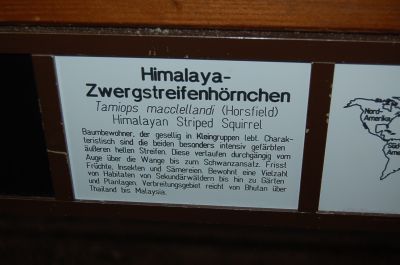 Himalaya-
Zwergstreifenhörnchen
Tamiops macclellandi (Horsfield)
Himalayan Striped Squirrel
Baumbewohner, der gesellig in Kleingruppen lebt. Charak-
teristisch sind die beiden besonders intensiv gefärbten
äußeren hellen Streifen. Diese verlaufen durchgängig vom
Auge über die Wange bis zum Schwanzansatz. Frisst
Früchte, Insekten und Sämereien. Bewohnt eine Vielzahl
von Habitaten von Sekundärwäldern bis hin zu Gärten
und Plantagen. Verbreitungsgebiet reicht von Bhutan über
Thailand bis Malaysia.
Nord-
Amerika
Süd-
Amerika